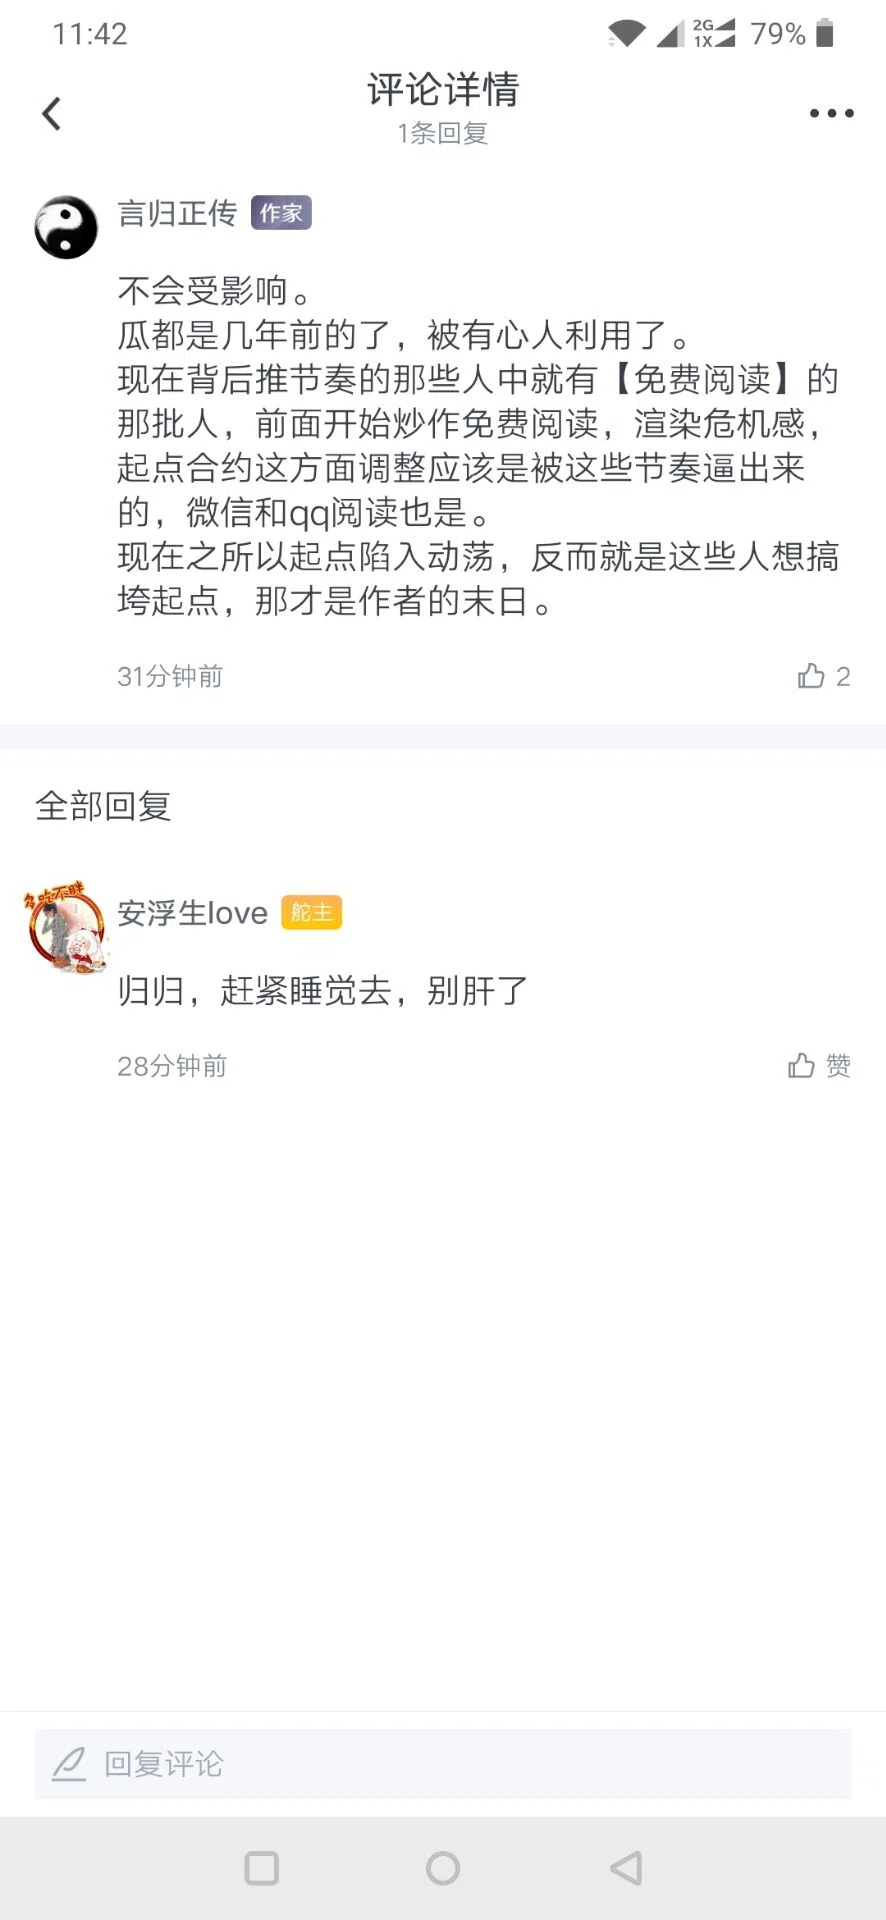 11:42
2G
1X
79%
评论详情
1条回复
言归正传 作家
不会受影响。
瓜都是几年前的了，被有心人利用了。
现在背后推节奏的那些人中就有【免费阅读】的
那批人，前面开始炒作免费阅读，渲染危机感，
起点合约这方面调整应该是被这些节奏逼出来
的，微信和qq阅读也是。
现在之所以起点陷入动荡，反而就是这些人想搞
垮起点，那才是作者的末日。
31分钟前 2
全部回复
多吃不胖
安浮生love 舵主
归归，赶紧睡觉去，别肝了
28分钟前 赞
回复评论